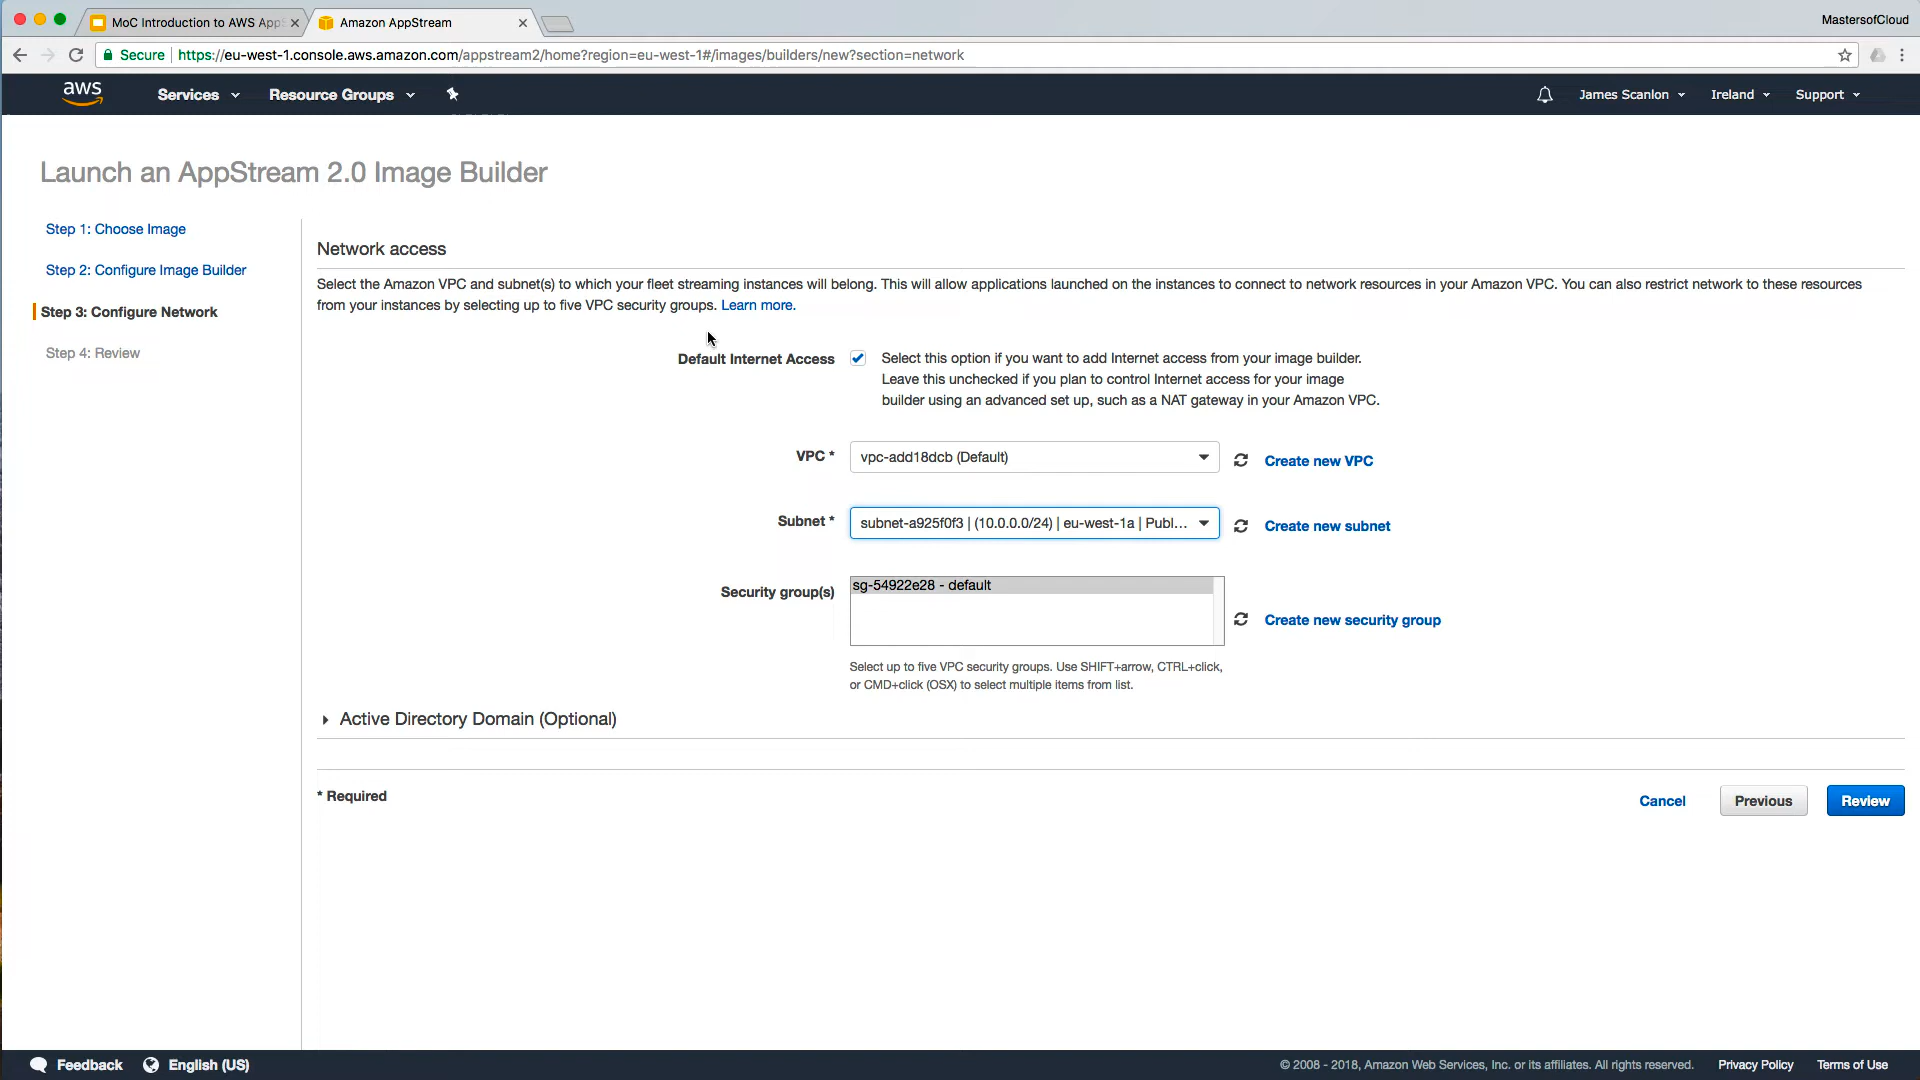 MoC Introduction to AWS App
Amazon AppStream
MastersofCloud
Secure
https://eu-west-1.console.aws.amazon.com/appstream2/home?region=eu-west-1#/images/builders/new?section=network
aws
Services
Resource Groups
James Scanlon
Ireland
Support
Launch an AppStream 2.0 Image Builder
Step 1: Choose Image
Step 2: Configure Image Builder
Step 3: Configure Network
Step 4: Review
Network access
Select the Amazon VPC and subnet(s) to which your fleet streaming instances will belong. This will allow applications launched on the instances to connect to network resources in your Amazon VPC. You can also restrict network to these resources
from your instances by selecting up to five VPC security groups. Learn more.
Default Internet Access
Select this option if you want to add Internet access from your image builder.
Leave this unchecked if you plan to control Internet access for your image
builder using an advanced set up, such as a NAT gateway in your Amazon VPC.
VPC *
vpc-add18dcb (Default)
Create new VPC
Subnet *
subnet-a925f0f3 | (10.0.0.0/24) | eu-west-1a | Publ...
Create new subnet
Security group(s)
sg-54922e28 - default
Create new security group
Select up to five VPC security groups. Use SHIFT+arrow, CTRL+click,
or CMD+click (OSX) to select multiple items from list.
Active Directory Domain (Optional)
* Required
Cancel
Previous
Review
Feedback
English (US)
© 2008 - 2018, Amazon Web Services, Inc. or its affiliates. All rights reserved.
Privacy Policy
Terms of Use